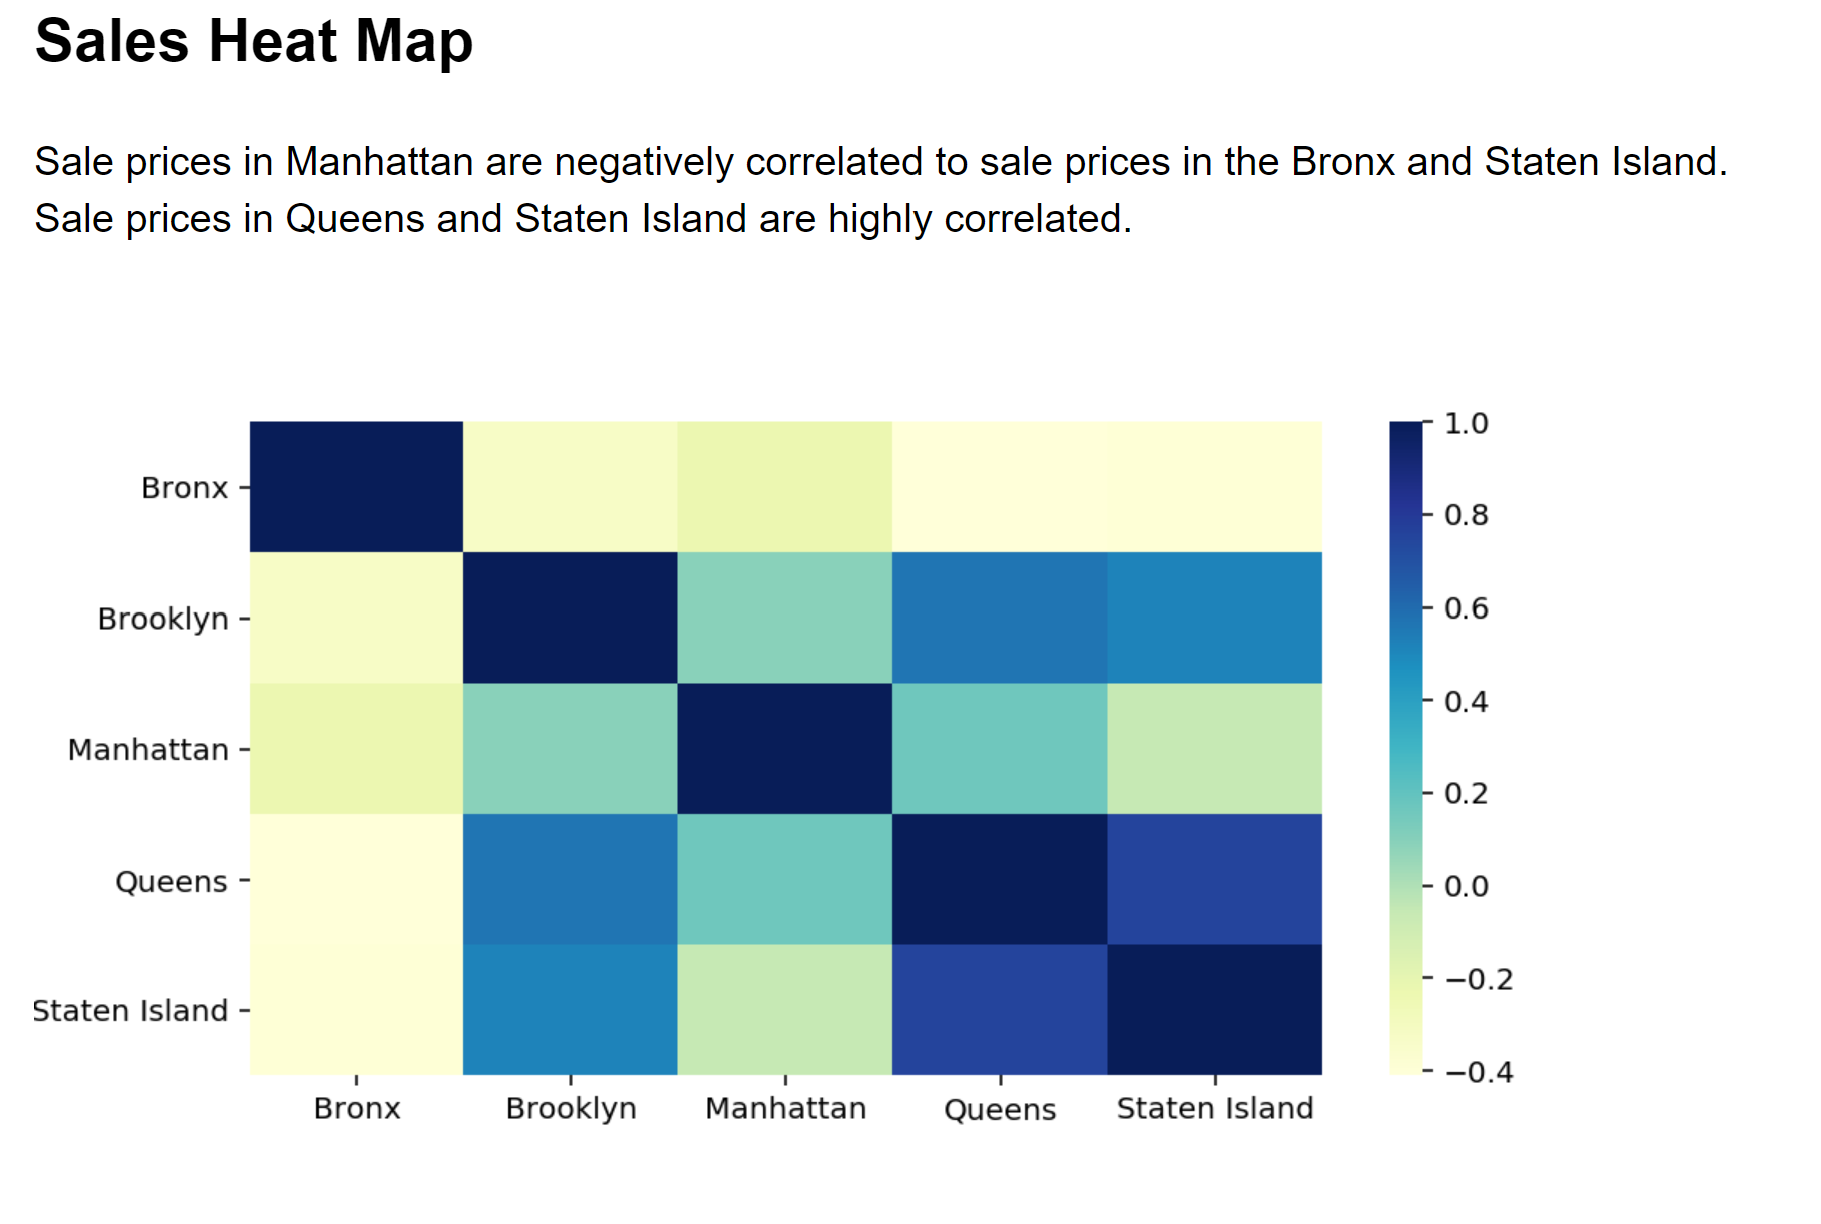 Sales Heat Map
Sale prices in Manhattan are negatively correlated to sale prices in the Bronx and Staten Island.
Sale prices in Queens and Staten Island are highly correlated.
Bronx
Brooklyn
Manhattan
Queens
Staten Island
Bronx
Brooklyn
Manhattan
Queens
Staten Island
1.0
0.8
0.6
0.4
0.2
0.0
−0.2
−0.4